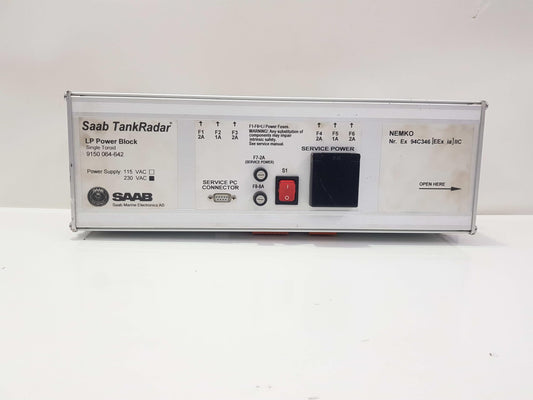 Saab TankRadar
LP Power Block
Single Toroid
9150 064-642
Power Supply 115 VAC
230 VAC
SAAB
Saab Marine Electronics AB
F1 F2 F3
2A 1A 2A
F1-F6=LP Power Fuses.
WARNING! Any substitution of
components may impair
intrinsic safety.
See service manual.
F4 F5 F6
2A 1A 2A
F7-2A
(SERVICE POWER)
F8-6A
S1
SERVICE POWER
SERVICE PC
CONNECTOR
NEMKO
Nr. Ex 94C346 [EEx ia] IIC
OPEN HERE